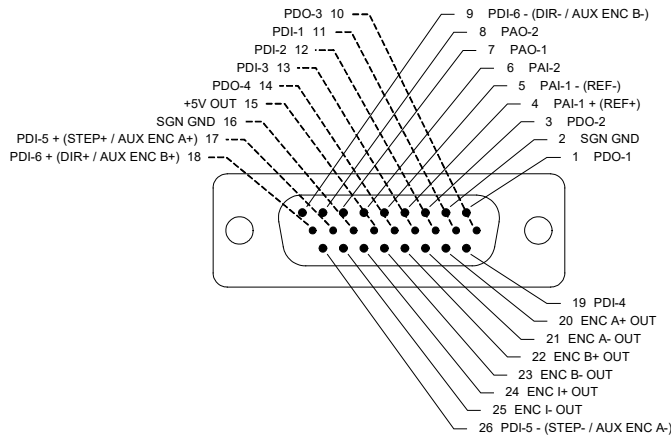 PDO-3 10
PDI-1 11
PDI-2 12
PDI-3 13
PDO-4 14
+5V OUT 15
SGN GND 16
PDI-5 + (STEP+ / AUX ENC A+) 17
PDI-6 + (DIR+ / AUX ENC B+) 18
9 PDI-6 - (DIR- / AUX ENC B-)
8 PAO-2
7 PAO-1
6 PAI-2
5 PAI-1 - (REF-)
4 PAI-1 + (REF+)
3 PDO-2
2 SGN GND
1 PDO-1
19 PDI-4
20 ENC A+ OUT
21 ENC A- OUT
22 ENC B+ OUT
23 ENC B- OUT
24 ENC I+ OUT
25 ENC I- OUT
26 PDI-5 - (STEP- / AUX ENC A-)